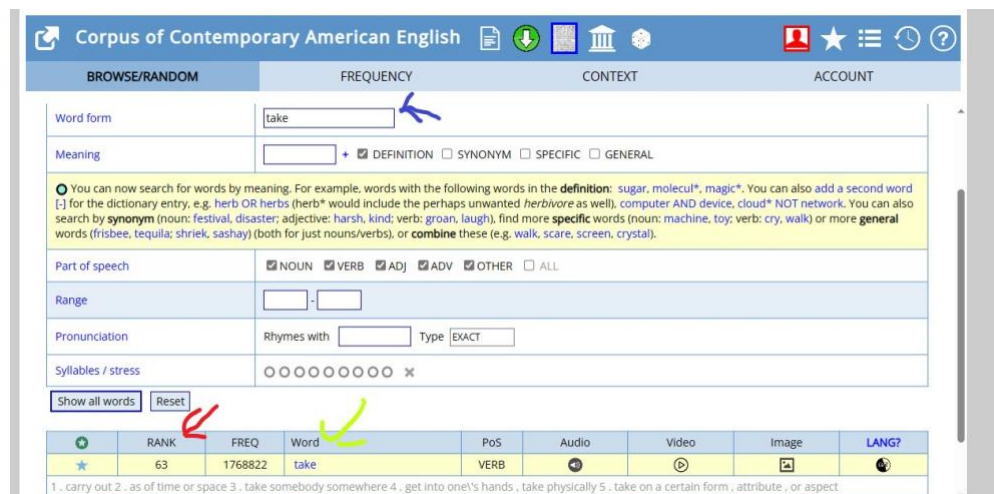 Corpus of Contemporary American English
BROWSE/RANDOM FREQUENCY CONTEXT ACCOUNT
Word form take
Meaning + DEFINITION SYNONYM SPECIFIC GENERAL
You can now search for words by meaning. For example, words with the following words in the definition: sugar, molecul*, magic*. You can also add a second word
[-] for the dictionary entry, e.g. herb OR herbs (herb* would include the perhaps unwanted herbivore as well), computer AND device, cloud* NOT network. You can also
search by synonym (noun: festival, disaster; adjective: harsh, kind; verb: groan, laugh), find more specific words (noun: machine, toy; verb: cry, walk) or more general
words (frisbee, tequila; shriek, sashay) (both for just nouns/verbs), or combine these (e.g. walk, scare, screen, crystal).
Part of speech NOUN VERB ADJ ADV OTHER ALL
Range -
Pronunciation Rhymes with Type EXACT
Syllables / stress
Show all words Reset
RANK FREQ Word PoS Audio Video Image LANG?
63 1768822 take VERB
1 . carry out 2 . as of time or space 3 . take somebody somewhere 4 . get into one\'s hands , take physically 5 . take on a certain form , attribute , or aspect